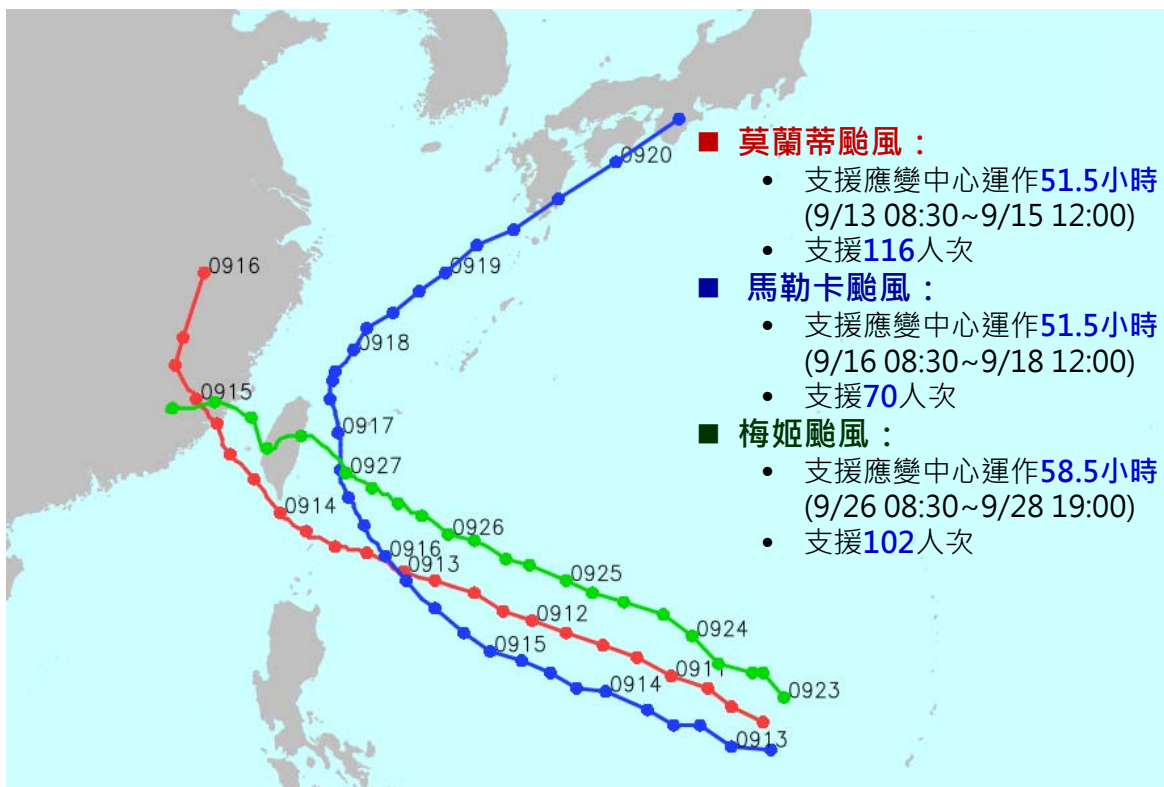 0920
0919
0916
0918
0915
0917
0927
0914
0926
0916
0913
0925
0912
0924
0915
0911
0914
0923
0913
■ 莫蘭蒂颱風：
• 支援應變中心運作51.5小時
(9/13 08:30~9/15 12:00)
• 支援116人次
■ 馬勒卡颱風：
• 支援應變中心運作51.5小時
(9/16 08:30~9/18 12:00)
• 支援70人次
■ 梅姬颱風：
• 支援應變中心運作58.5小時
(9/26 08:30~9/28 19:00)
• 支援102人次